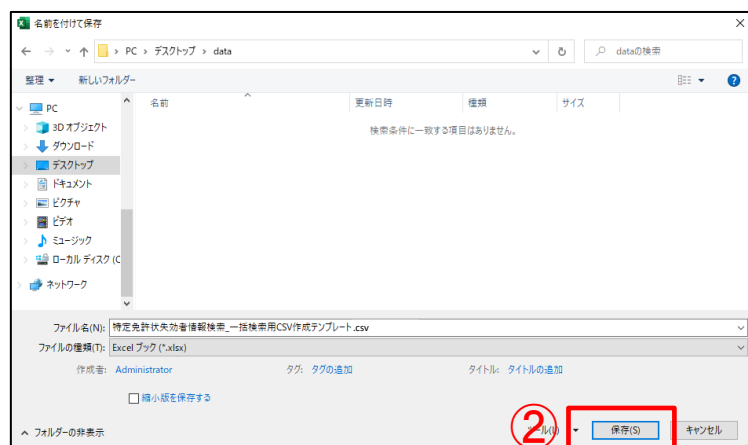 名前を付けて保存
PC › デスクトップ › data
dataの検索
整理 新しいフォルダー
名前 更新日時 種類 サイズ
検索条件に一致する項目はありません。
PC
3D オブジェクト
ダウンロード
デスクトップ
ドキュメント
ピクチャ
ビデオ
ミュージック
ローカル ディスク (C
ネットワーク
ファイル名(N): 特定免許状失効者情報検索_一括検索用CSV作成テンプレート.csv
ファイルの種類(T): Excel ブック (*.xlsx)
作成者: Administrator タグ: タグの追加 タイトル: タイトルの追加
縮小版を保存する
フォルダーの非表示 ② 保存(S) キャンセル